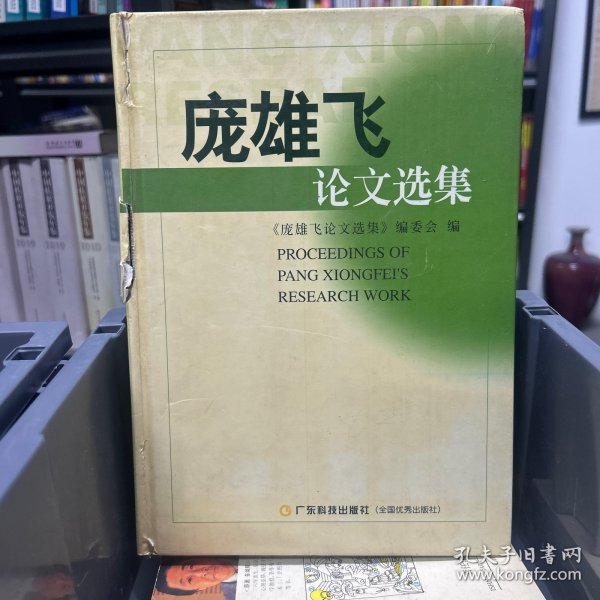 PANG XIONG
庞雄飞
论文选集
《庞雄飞论文选集》编委会 编
PROCEEDINGS OF
PANG XIONGFEI'S
RESEARCH WORK
广东科技出版社（全国优秀出版社）
孔夫子旧书网
www.kongfz.com